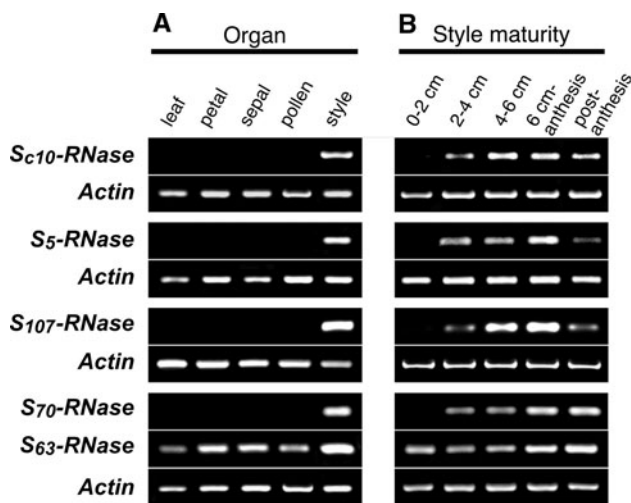 A B
Organ Style maturity
leaf petal sepal pollen style 0-2 cm 2-4 cm 4-6 cm 6 cm-anthesis post-anthesis
Sc10-RNase
Actin
S5-RNase
Actin
S107-RNase
Actin
S70-RNase
S63-RNase
Actin